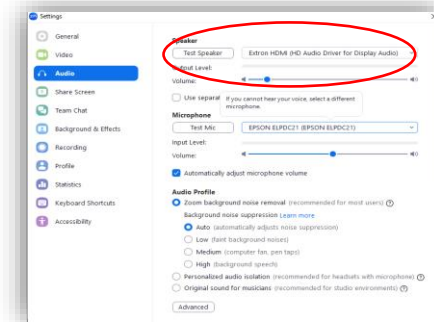 Settings
General
Video
Audio
Share Screen
Team Chat
Background & Effects
Recording
Profile
Statistics
Keyboard Shortcuts
Accessibility
Speaker
Test Speaker
Extron HDMI (HD Audio Driver for Display Audio)
Output Level:
Volume:
Use separat
If you cannot hear your voice, select a different
microphone.
Microphone
Test Mic
EPSON ELPDC21 (EPSON ELPDC21)
Input Level:
Volume:
Automatically adjust microphone volume
Audio Profile
Zoom background noise removal (recommended for most users)
Background noise suppression Learn more
Auto (automatically adjusts noise suppression)
Low (faint background noises)
Medium (computer fan, pen taps)
High (background speech)
Personalized audio isolation (recommended for headsets with microphone)
Original sound for musicians (recommended for studio environments)
Advanced